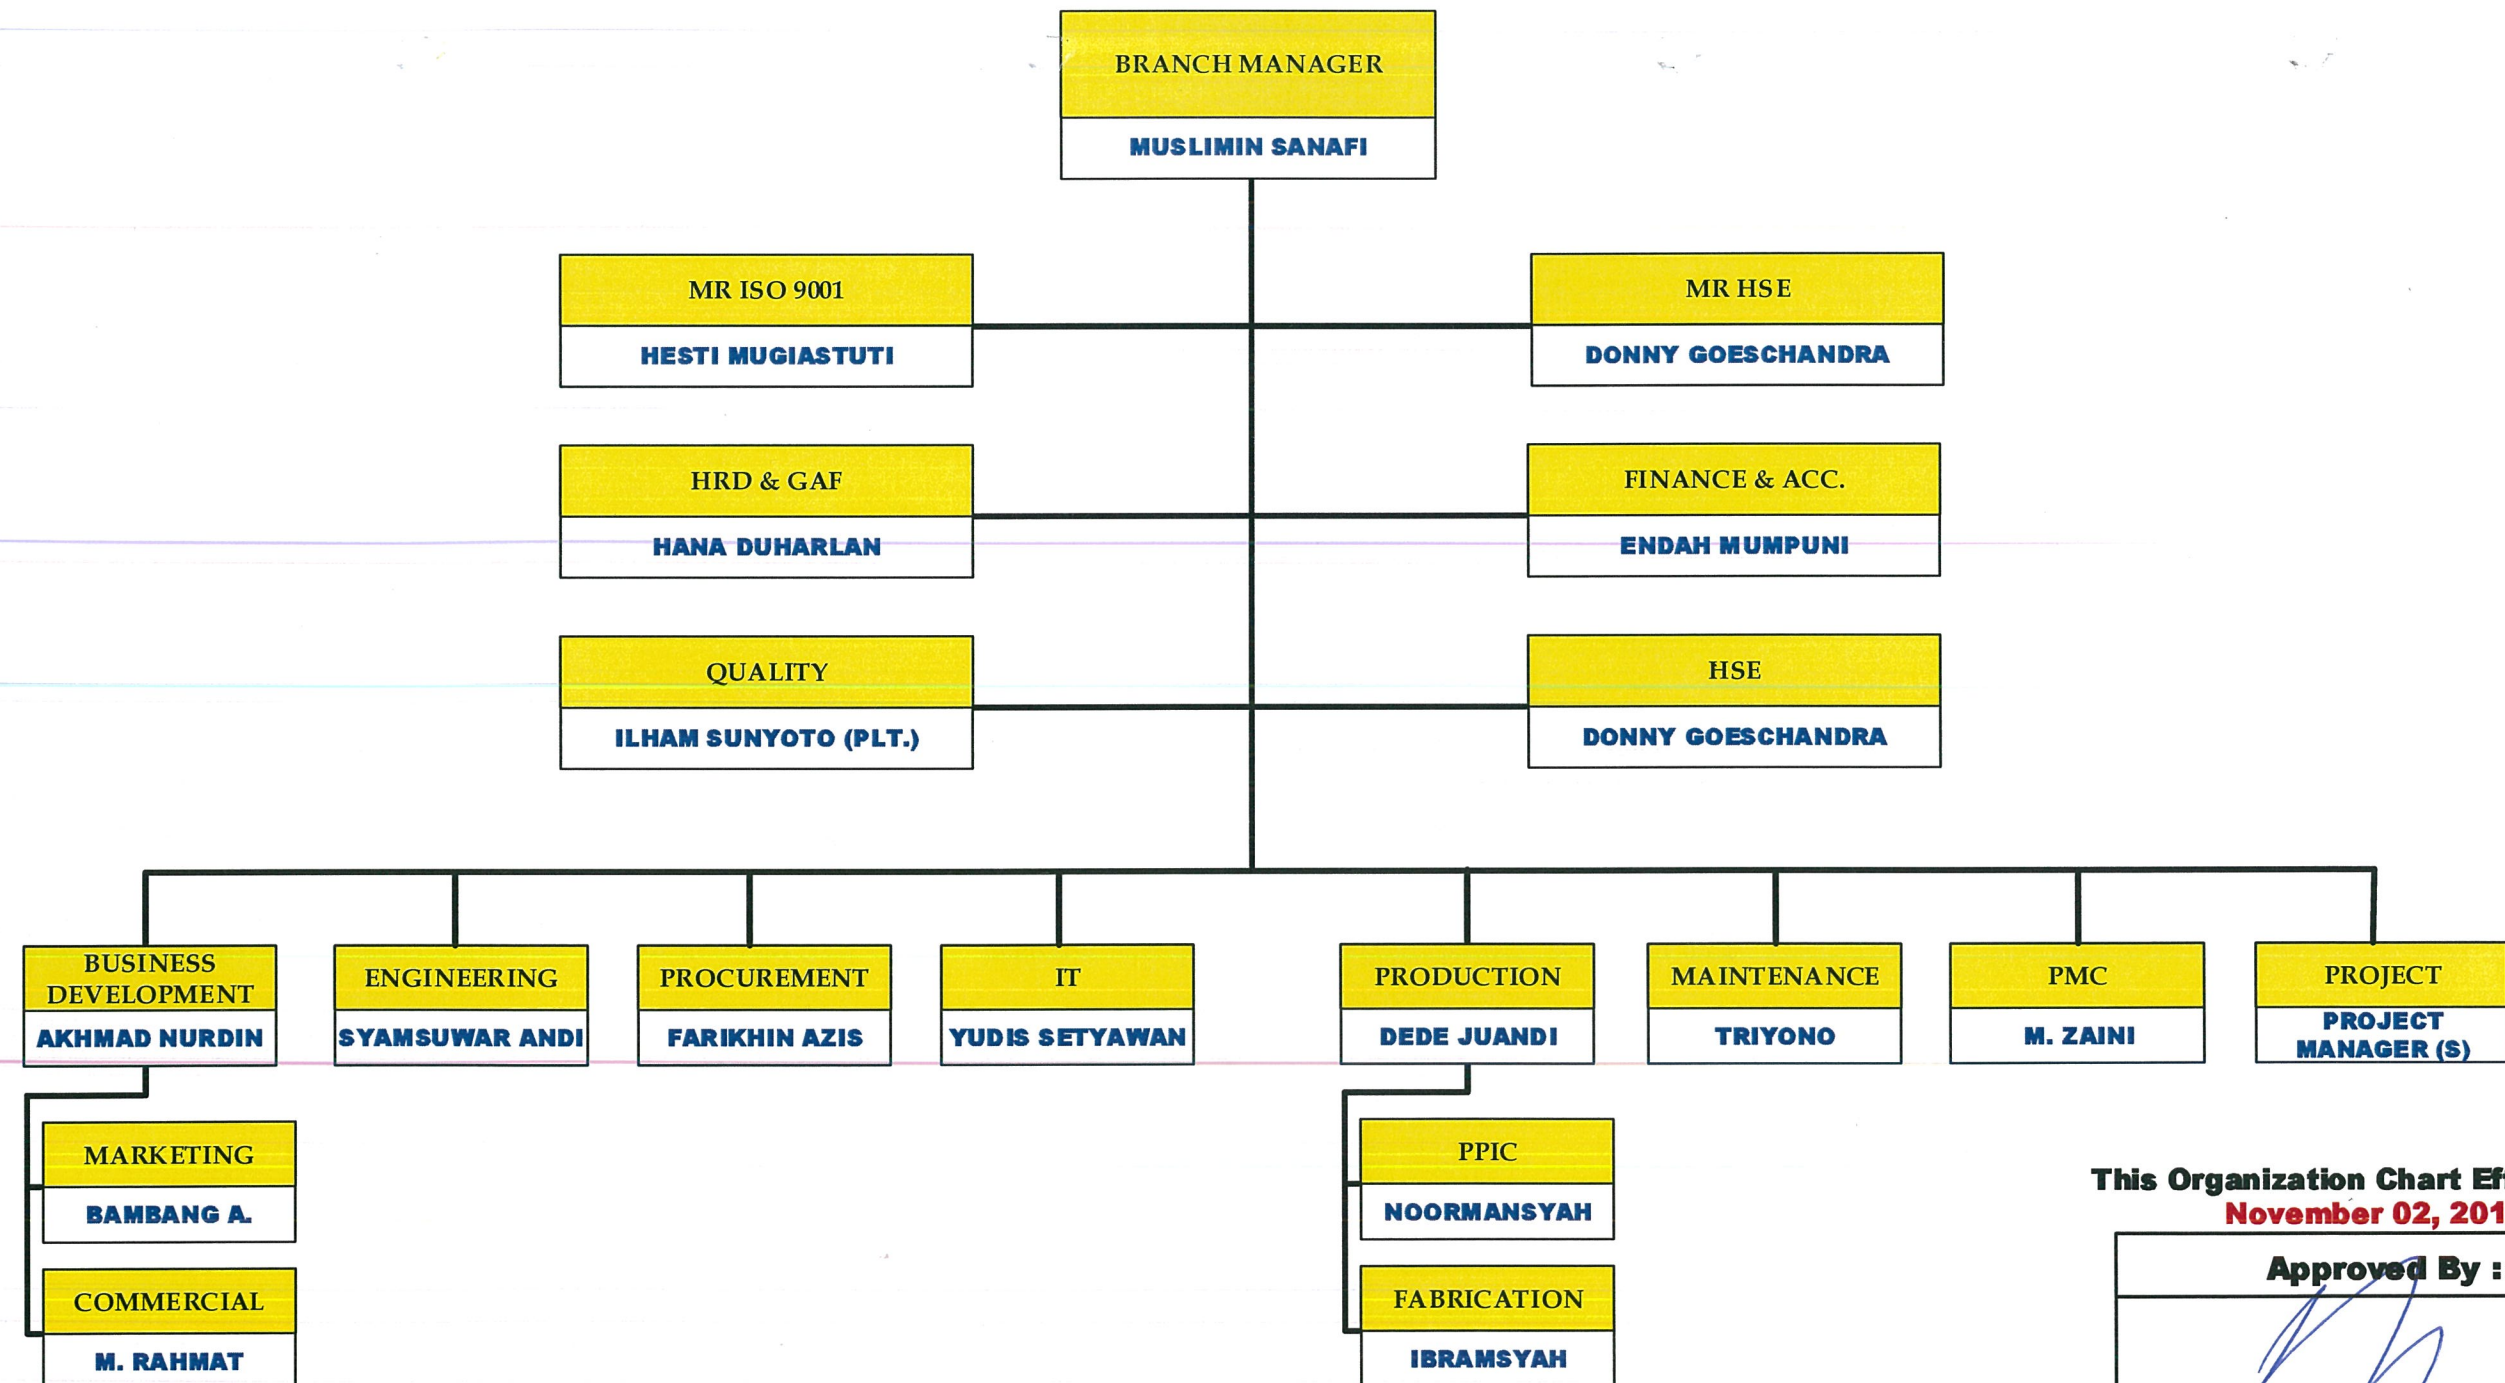 BRANCH MANAGER
MUSLIMIN SANAFI
MR ISO 9001
HESTI MUGIASTUTI
MR HSE
DONNY GOESCHANDRA
HRD & GAF
HANA DUHARLAN
FINANCE & ACC.
ENDAH MUMPUNI
QUALITY
ILHAM SUNYOTO (PLT.)
HSE
DONNY GOESCHANDRA
BUSINESS
DEVELOPMENT
AKHMAD NURDIN
ENGINEERING
SYAMSUWAR ANDI
PROCUREMENT
FARIKHIN AZIS
IT
YUDIS SETYAWAN
PRODUCTION
DEDE JUANDI
MAINTENANCE
TRIYONO
PMC
M. ZAINI
PROJECT
PROJECT
MANAGER (S)
MARKETING
BAMBANG A.
COMMERCIAL
M. RAHMAT
PPIC
NOORMANSYAH
FABRICATION
IBRAMSYAH
This Organization Chart
November 02, 201
Approved By :